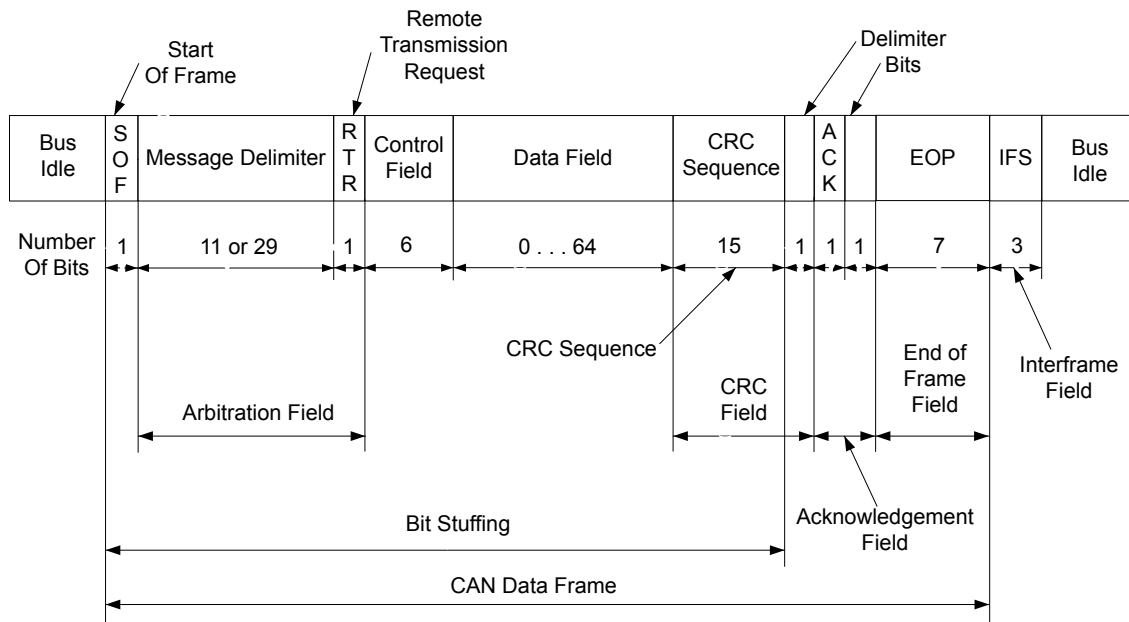 Start
Of Frame
Remote
Transmission
Request
Delimiter
Bits
Bus
Idle
S
O
F
Message Delimiter
R
T
R
Control
Field
Data Field
CRC
Sequence
A
C
K
EOP
IFS
Bus
Idle
Number
Of Bits
1
11 or 29
1
6
0 . . . 64
15
1
1
1
7
3
CRC Sequence
End of
Frame
Field
Interframe
Field
Arbitration Field
CRC
Field
Bit Stuffing
Acknowledgement
Field
CAN Data Frame